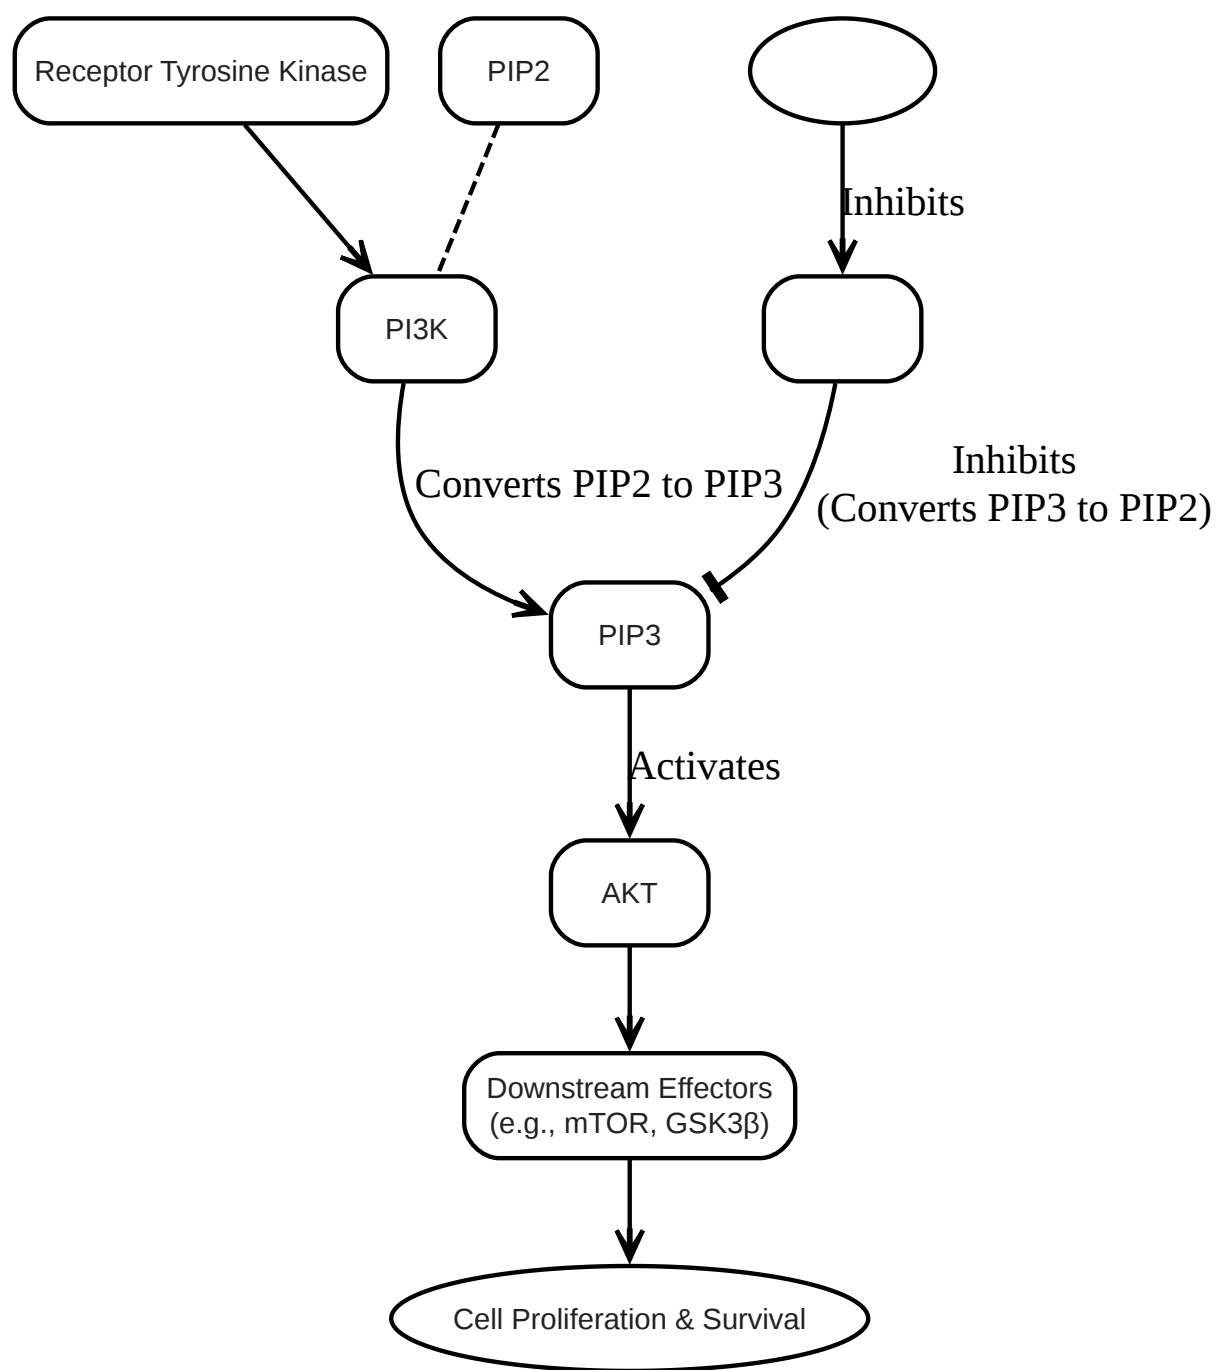 Receptor Tyrosine Kinase
PIP2
Inhibits
PI3K
Converts PIP2 to PIP3
Inhibits
(Converts PIP3 to PIP2)
PIP3
Activates
AKT
Downstream Effectors
(e.g., mTOR, GSK3β)
Cell Proliferation & Survival